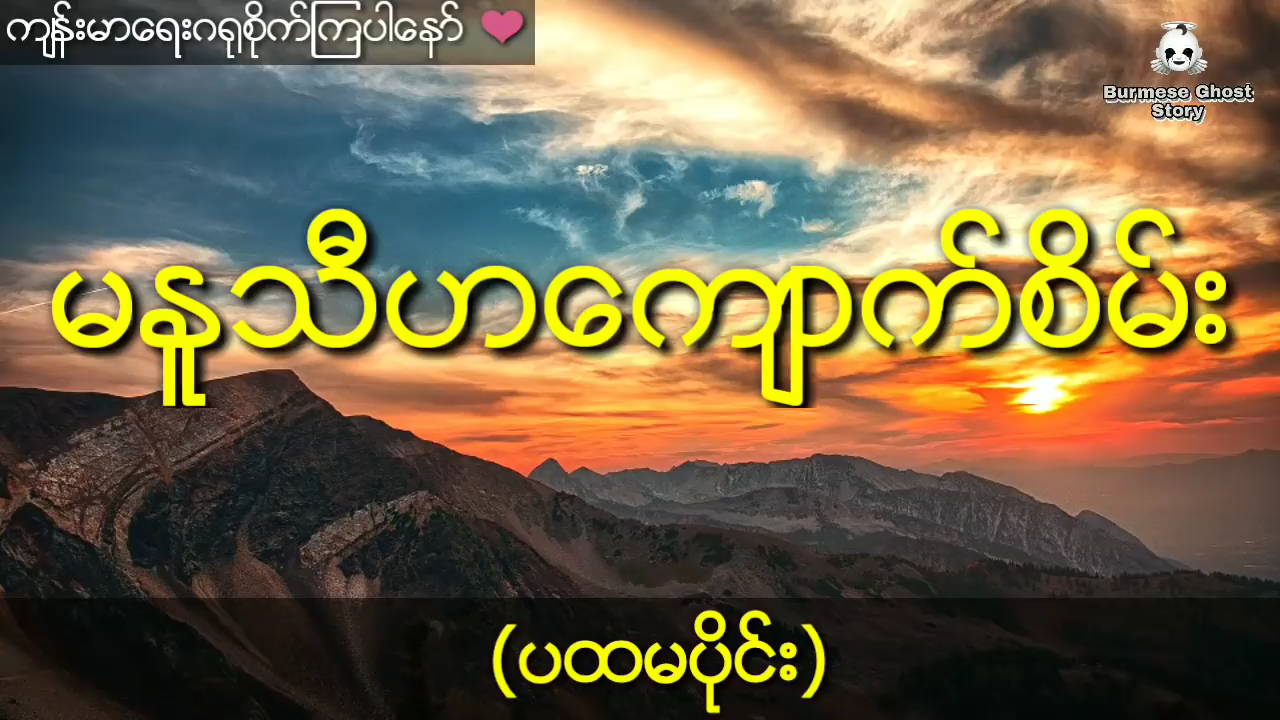 ကျန်းမာရေးဂရုစိုက်ကြပါနော် ❤
Burmese Ghost
Story
မနူသီဟကျောက်စိမ်း
(ပထမပိုင်း)